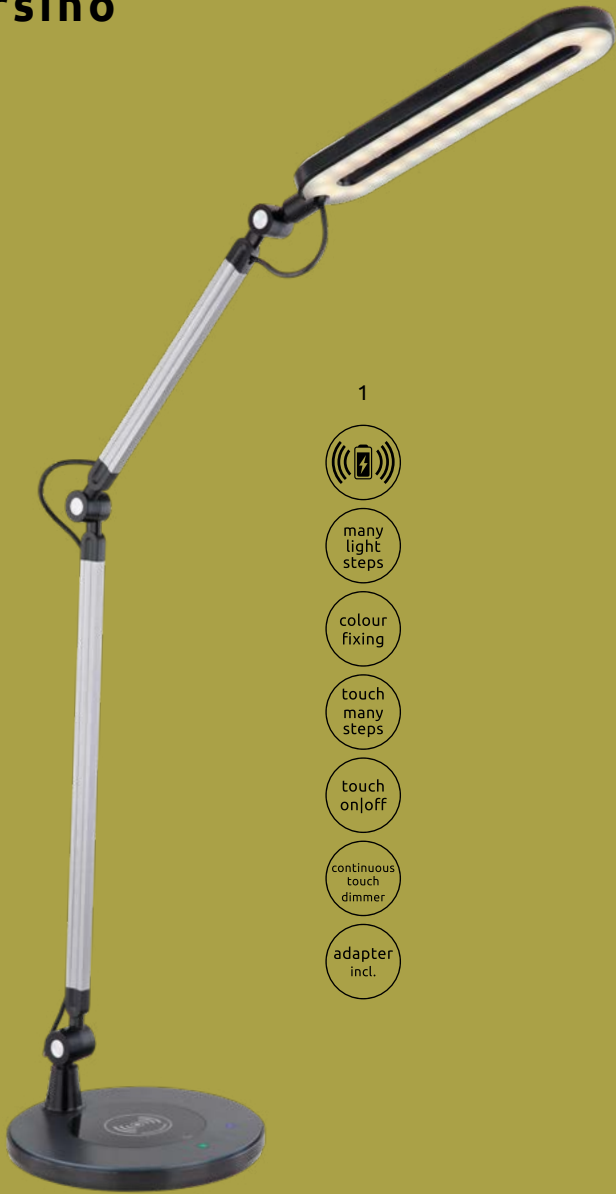 rsino
1
many
light
steps
colour
fixing
touch
many
steps
touch
on|off
continuous
touch
dimmer
adapter
incl.